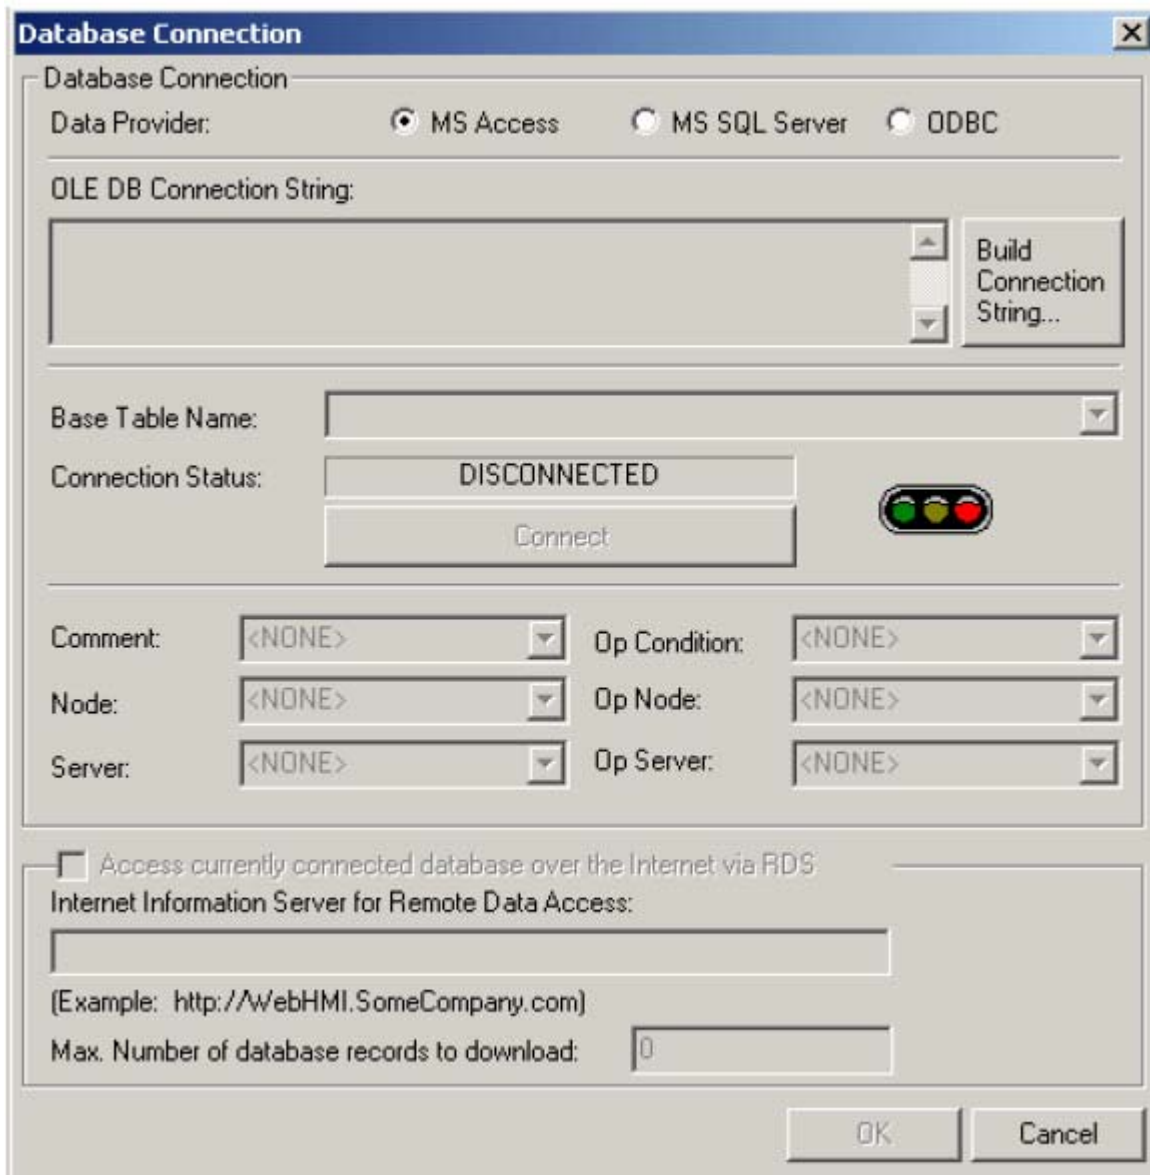 Database Connection
Database Connection
Data Provider: MS Access MS SQL Server ODBC
OLE DB Connection String:
Build
Connection
String...
Base Table Name:
Connection Status: DISCONNECTED
Connect
Comment: <NONE> Op Condition: <NONE>
Node: <NONE> Op Node: <NONE>
Server: <NONE> Op Server: <NONE>
Access currently connected database over the Internet via RDS
Internet Information Server for Remote Data Access:
(Example: http://WebHMI.SomeCompany.com)
Max. Number of database records to download: 0
OK Cancel